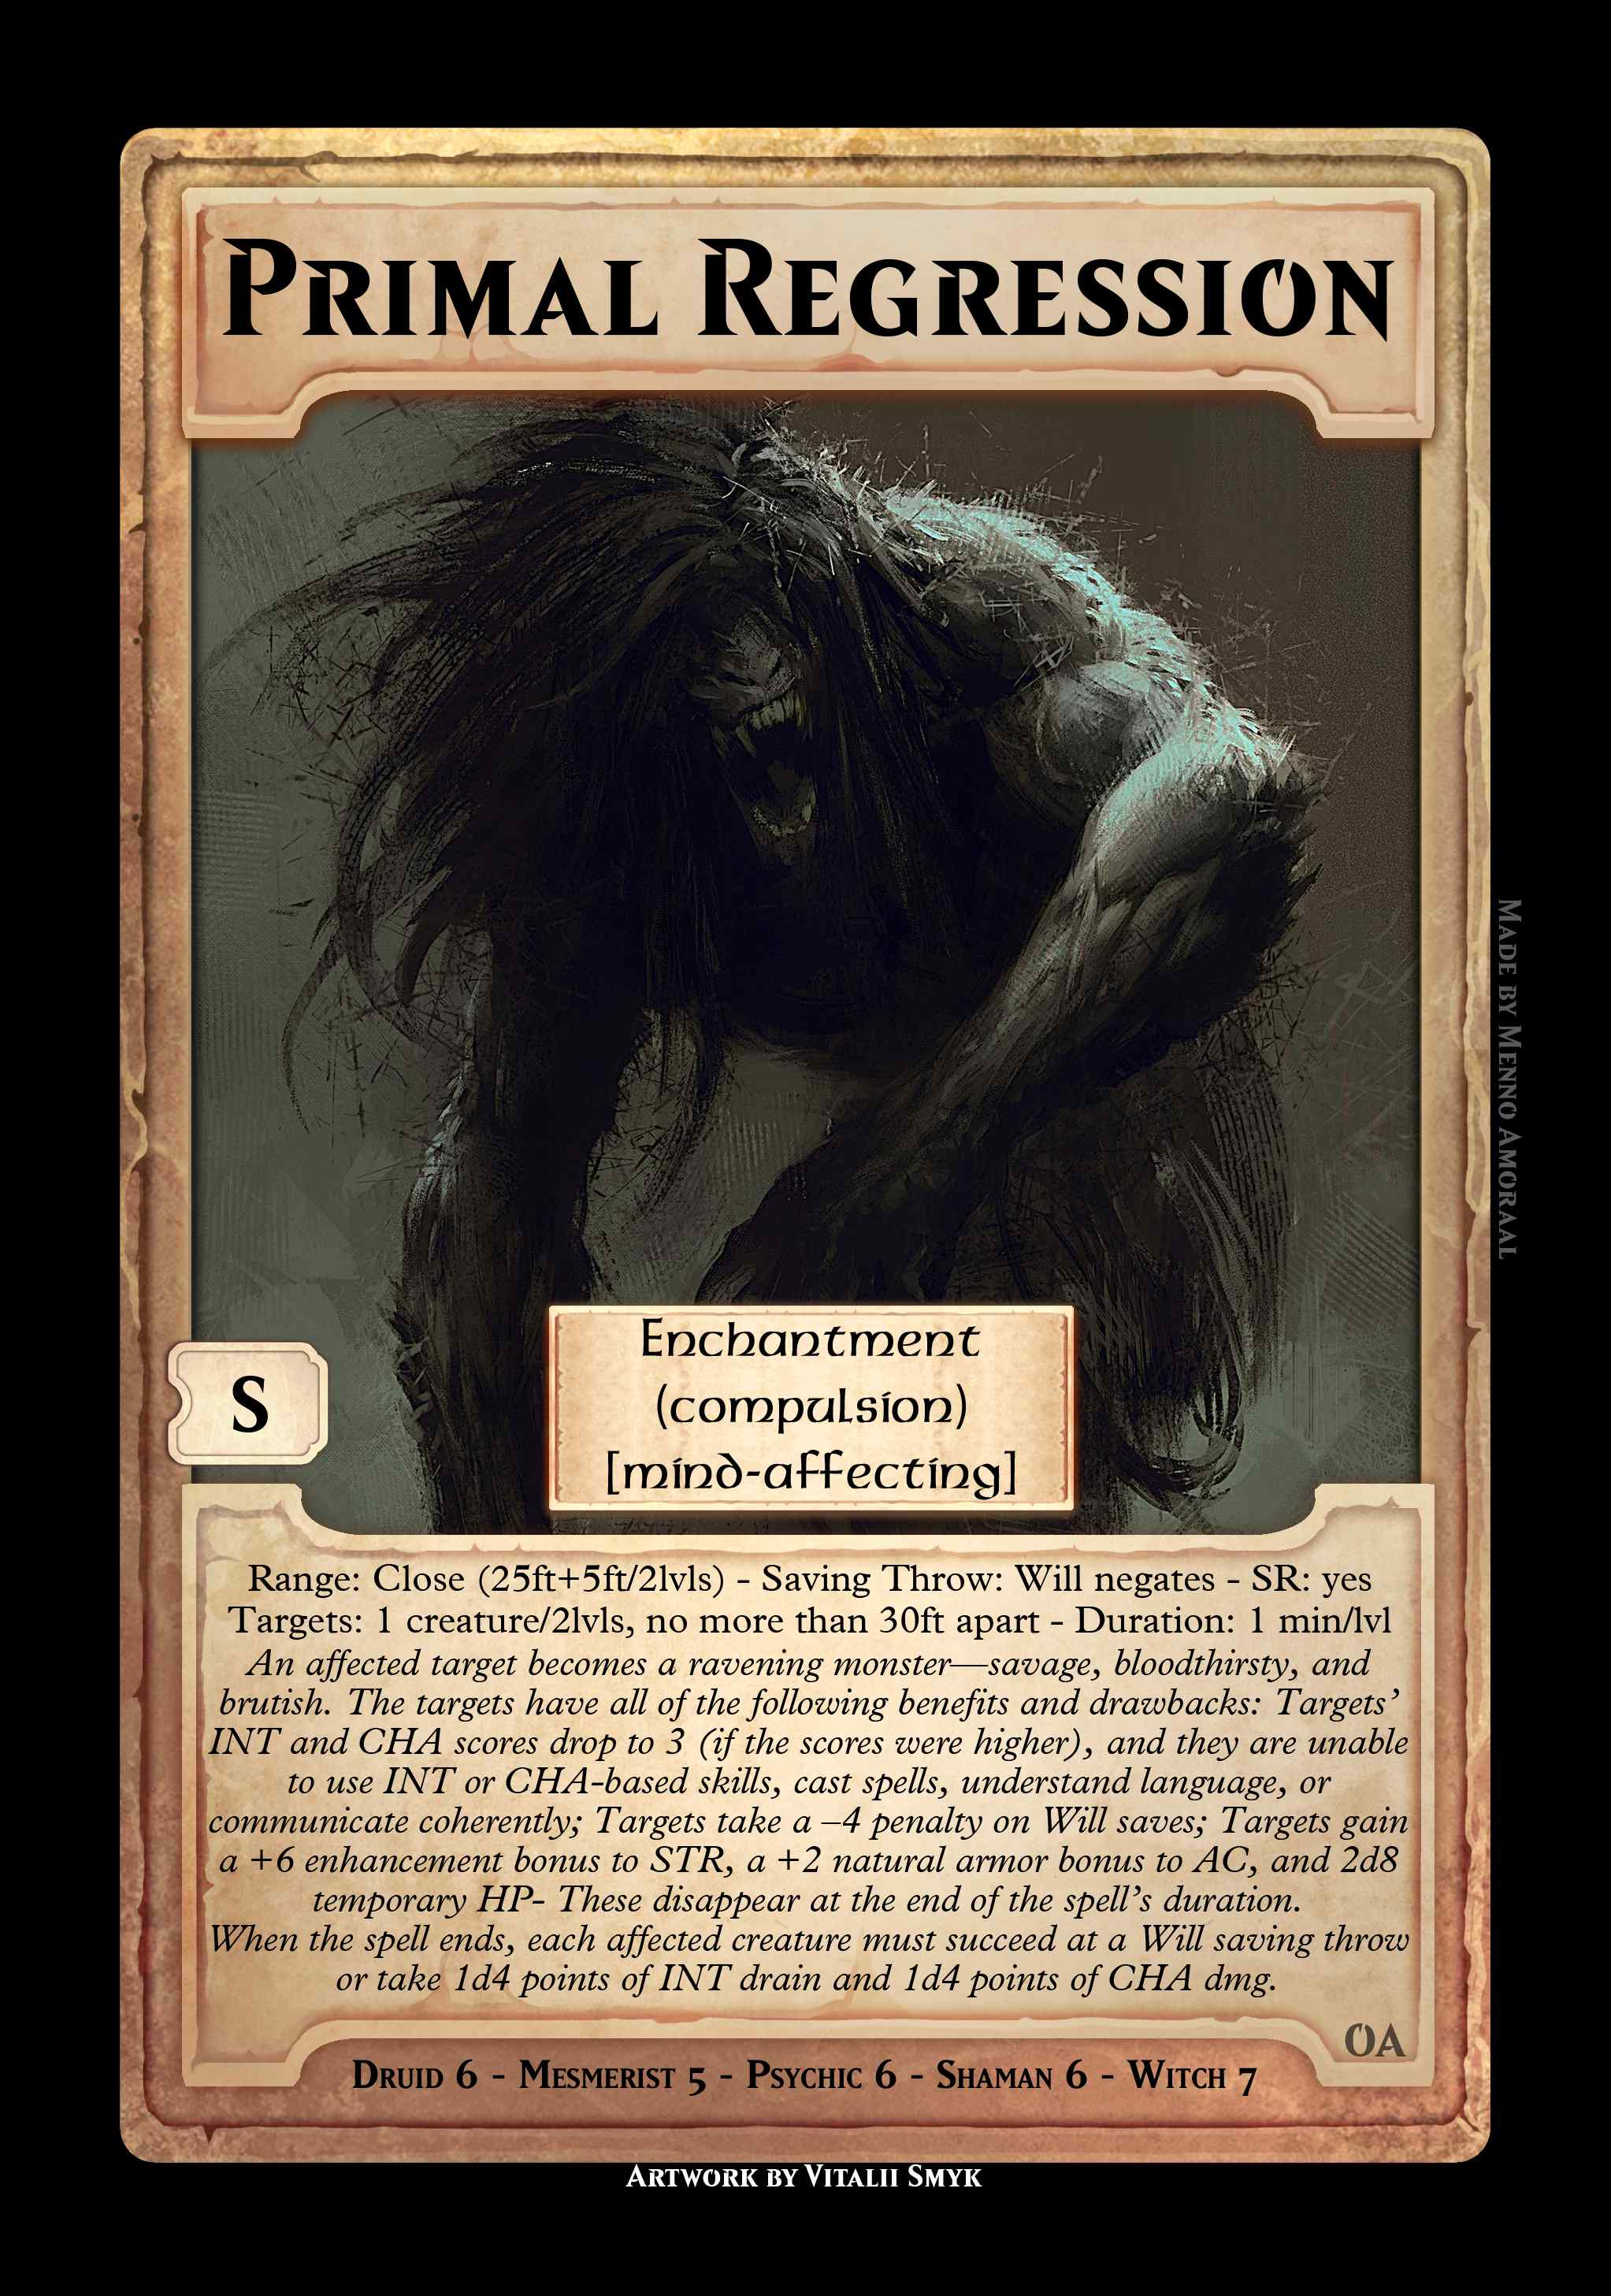 Primal Regression
Made by Menno Amoraal
Enchantment
(compulsion)
[mind-affecting]
S
Range: Close (25ft+5ft/2lvls) - Saving Throw: Will negates - SR: yes
Targets: 1 creature/2lvls, no more than 30ft apart - Duration: 1 min/lvl
An affected target becomes a ravening monster—savage, bloodthirsty, and
brutish. The targets have all of the following benefits and drawbacks: Targets’
INT and CHA scores drop to 3 (if the scores were higher), and they are unable
to use INT or CHA-based skills, cast spells, understand language, or
communicate coherently; Targets take a –4 penalty on Will saves; Targets gain
a +6 enhancement bonus to STR, a +2 natural armor bonus to AC, and 2d8
temporary HP- These disappear at the end of the spell’s duration.
When the spell ends, each affected creature must succeed at a Will saving throw
or take 1d4 points of INT drain and 1d4 points of CHA dmg.
OA
Druid 6 - Mesmerist 5 - Psychic 6 - Shaman 6 - Witch 7
Artwork by Vitalii Smyk